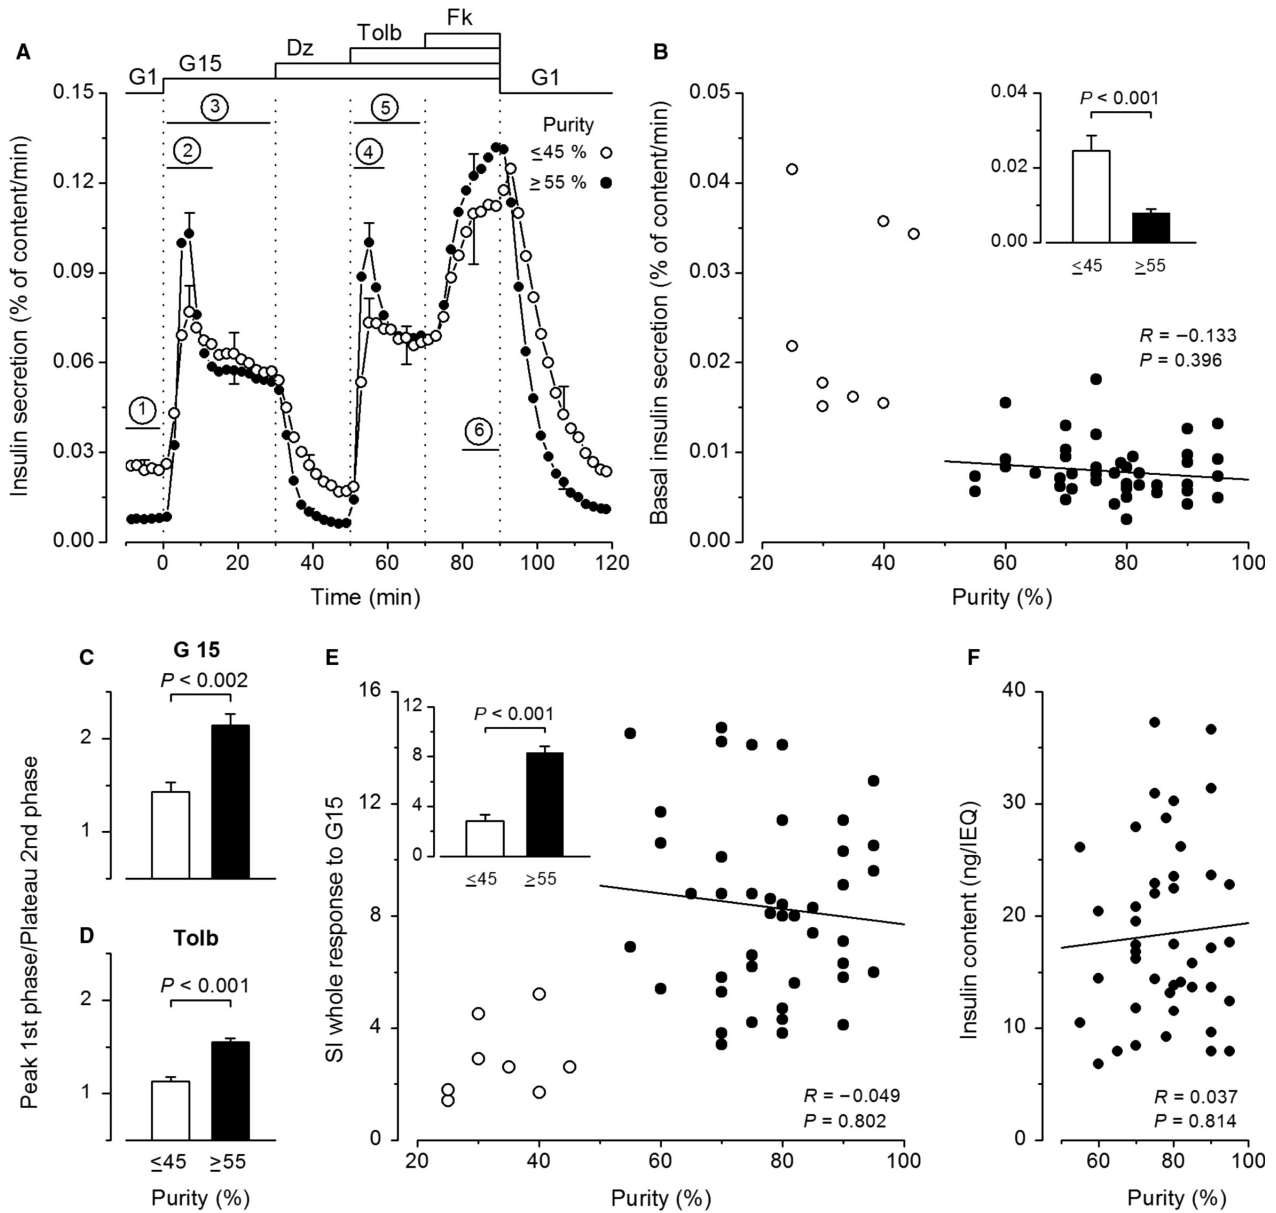 A
Fk
Tolb
Dz
G15
G1
G1
Insulin secretion (% of content/min)
0.15
0.12
0.09
0.06
0.03
0.00
1
2
3
4
5
6
Purity
≤45 %
≥55 %
0
20
40
60
80
100
120
Time (min)
B
Basal insulin secretion (% of content/min)
0.05
0.04
0.03
0.02
0.01
0.00
0.04
0.02
0.00
P < 0.001
≤45
≥55
R = −0.133
P = 0.396
20
40
60
80
100
Purity (%)
C
G 15
P < 0.002
2
1
Peak 1st phase/Plateau 2nd phase
D
Tolb
P < 0.001
2
1
≤45
≥55
Purity (%)
E
SI whole response to G15
16
12
8
4
0
12
8
4
0
P < 0.001
≤45
≥55
R = −0.049
P = 0.802
20
40
60
80
100
Purity (%)
F
Insulin content (ng/IEQ)
40
30
20
10
0
R = 0.037
P = 0.814
60
80
100
Purity (%)